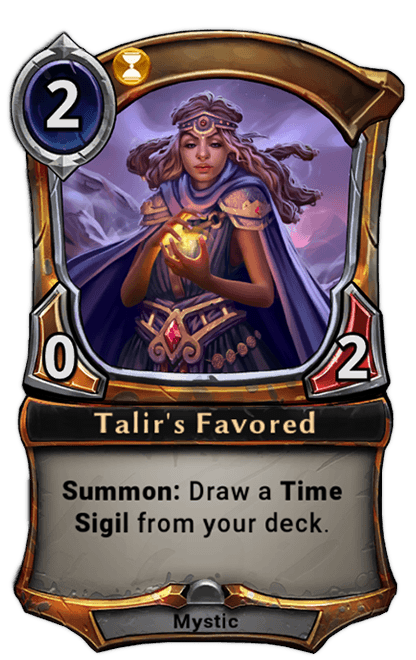 2
0
2
Talir's Favored
Summon: Draw a Time
Sigil from your deck.
Mystic